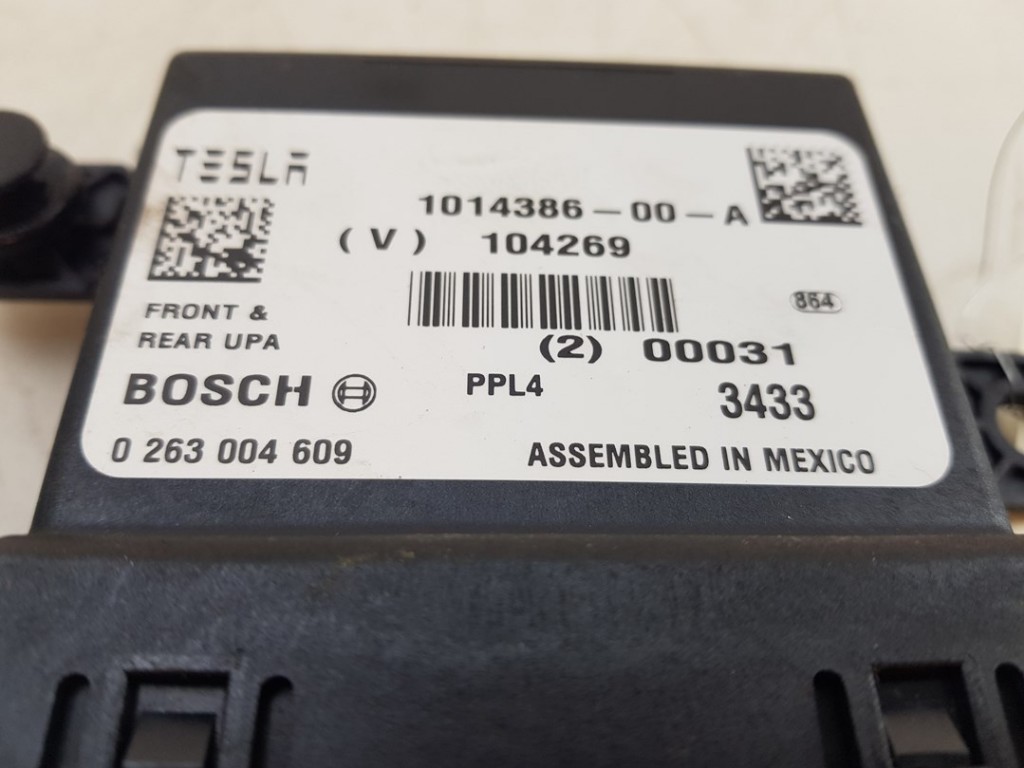 TESLA
1014386-00-A
(V) 104269
FRONT &
REAR UPA
864
(2) 00031
BOSCH
PPL4
3433
0 263 004 609
ASSEMBLED IN MEXICO